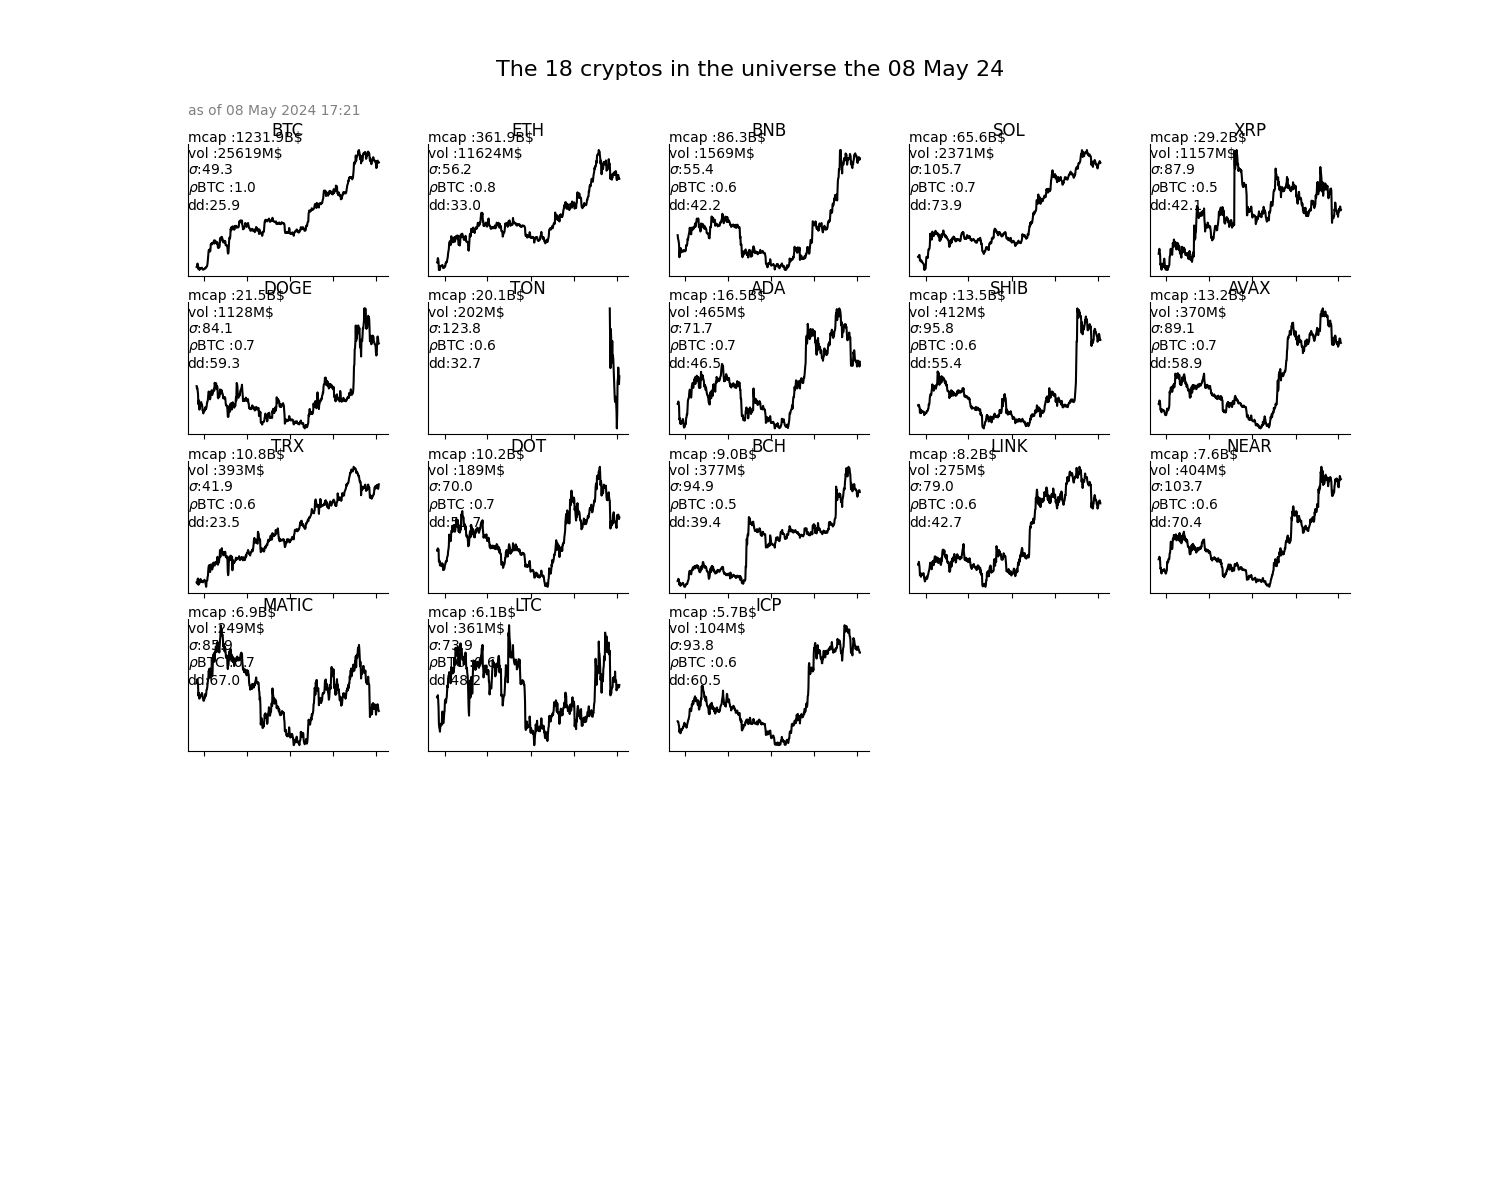 The 18 cryptos in the universe the 08 May 24
as of 08 May 2024 17:21
BTC
mcap :1231.9B$
vol :25619M$
σ:49.3
ρBTC :1.0
dd:25.9
ETH
mcap :361.9B$
vol :11624M$
σ:56.2
ρBTC :0.8
dd:33.0
BNB
mcap :86.3B$
vol :1569M$
σ:55.4
ρBTC :0.6
dd:42.2
SOL
mcap :65.6B$
vol :2371M$
σ:105.7
ρBTC :0.7
dd:73.9
XRP
mcap :29.2B$
vol :1157M$
σ:87.9
ρBTC :0.5
dd:42.1
DOGE
mcap :21.5B$
vol :1128M$
σ:84.1
ρBTC :0.7
dd:59.3
TON
mcap :20.1B$
vol :202M$
σ:123.8
ρBTC :0.6
dd:32.7
ADA
mcap :16.5B$
vol :465M$
σ:71.7
ρBTC :0.7
dd:46.5
SHIB
mcap :13.5B$
vol :412M$
σ:95.8
ρBTC :0.6
dd:55.4
AVAX
mcap :13.2B$
vol :370M$
σ:89.1
ρBTC :0.7
dd:58.9
TRX
mcap :10.8B$
vol :393M$
σ:41.9
ρBTC :0.6
dd:23.5
DOT
mcap :10.2B$
vol :189M$
σ:70.0
ρBTC :0.7
BCH
mcap :9.0B$
vol :377M$
σ:94.9
ρBTC :0.5
dd:39.4
LINK
mcap :8.2B$
vol :275M$
σ:79.0
ρBTC :0.6
dd:42.7
NEAR
mcap :7.6B$
vol :404M$
σ:103.7
ρBTC :0.6
dd:70.4
MATIC
mcap :6.9B$
vol :249M$
σ:85.9
ρBTC :0.7
dd:67.0
LTC
mcap :6.1B$
vol :361M$
σ:73.9
ρBTC :0.6
dd:48.2
ICP
mcap :5.7B$
vol :104M$
σ:93.8
ρBTC :0.6
dd:60.5